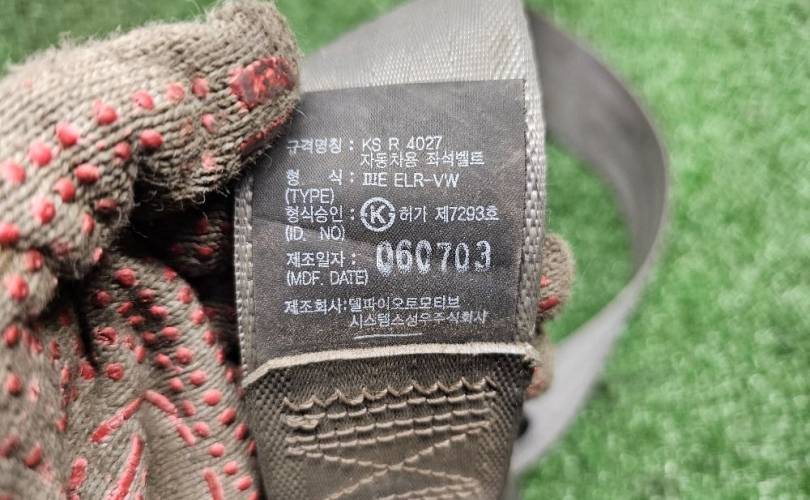 규격명칭 : KS R 4027
자동차용 좌석벨트
형 식 : ⅢE ELR-VW
(TYPE)
형식승인 : Ⓚ 허가 제7293호
(ID. NO)
제조일자 : 060703
(MDF. DATE)
제조회사:델파이오토모티브
시스템스성우주식회사